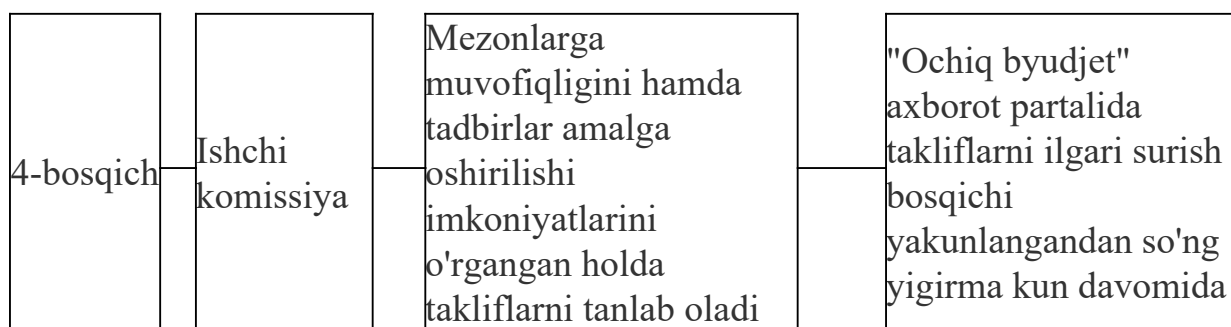 4-bosqich
Ishchi
komissiya
Mezonlarga
muvofiqligini hamda
tadbirlar amalga
oshirilishi
imkoniyatlarini
o'rgangan holda
takliflarni tanlab oladi
"Ochiq byudjet"
axborot partalida
takliflarni ilgari surish
bosqichi
yakunlangandan so'ng
yigirma kun davomida